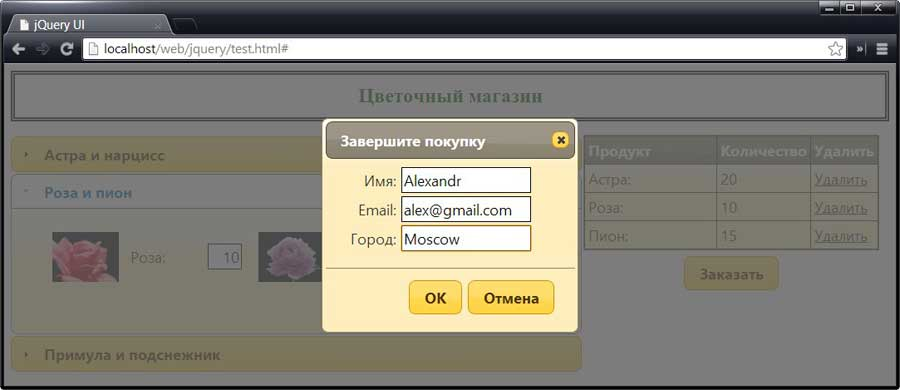 jQuery UI
localhost/web/jquery/test.html#
Цветочный магазин
Завершите покупку
Имя: Alexandr
Email: alex@gmail.com
Город: Moscow
OK Отмена
Астра и нарцисс
Роза и пион
Роза: 10
Примула и подснежник
Продукт Количество Удалить
Астра: 20 Удалить
Роза: 10 Удалить
Пион: 15 Удалить
Заказать